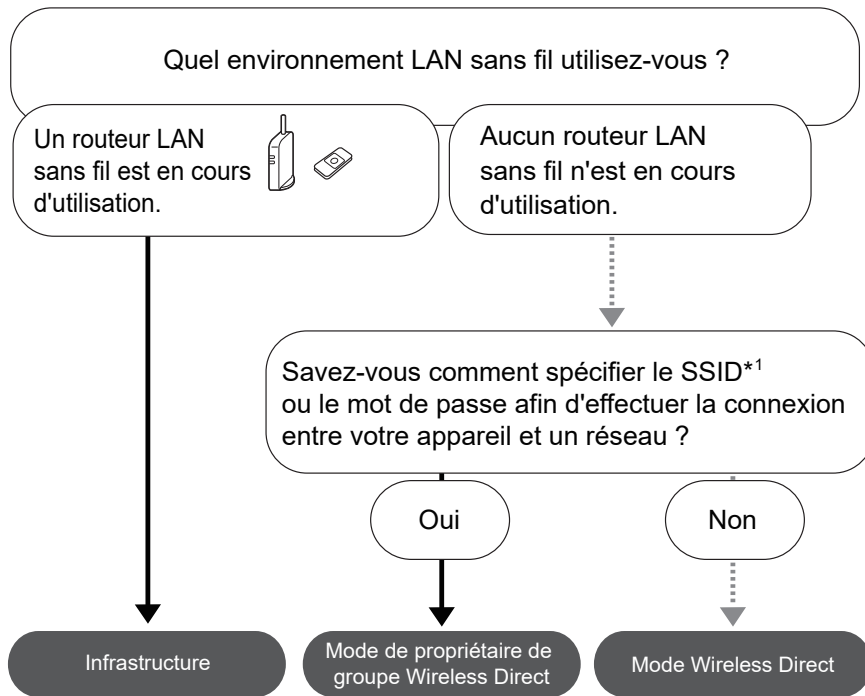 Quel environnement LAN sans fil utilisez-vous ?
Un routeur LAN
sans fil est en cours
d'utilisation.
Aucun routeur LAN
sans fil n'est en cours
d'utilisation.
Savez-vous comment spécifier le SSID*1
ou le mot de passe afin d'effectuer la connexion
entre votre appareil et un réseau ?
Oui
Non
Infrastructure
Mode de propriétaire de
groupe Wireless Direct
Mode Wireless Direct